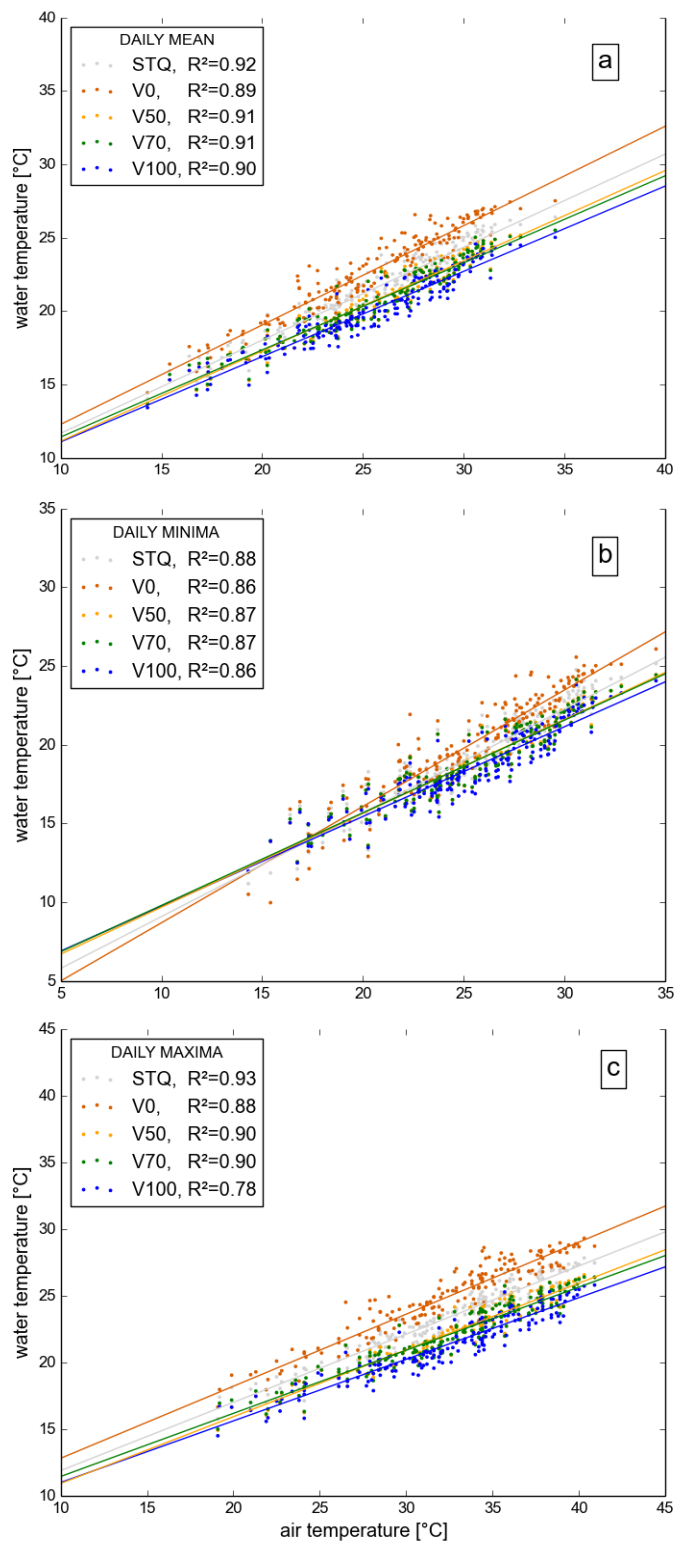 40
35
30
25
20
15
10
water temperature [°C]
DAILY MEAN
STQ, R²=0.92
V0, R²=0.89
V50, R²=0.91
V70, R²=0.91
V100, R²=0.90
a
10 15 20 25 30 35 40
35
30
25
20
15
10
5
water temperature [°C]
DAILY MINIMA
STQ, R²=0.88
V0, R²=0.86
V50, R²=0.87
V70, R²=0.87
V100, R²=0.86
b
5 10 15 20 25 30 35
45
40
35
30
25
20
15
10
water temperature [°C]
DAILY MAXIMA
STQ, R²=0.93
V0, R²=0.88
V50, R²=0.90
V70, R²=0.90
V100, R²=0.78
c
10 15 20 25 30 35 40 45
air temperature [°C]